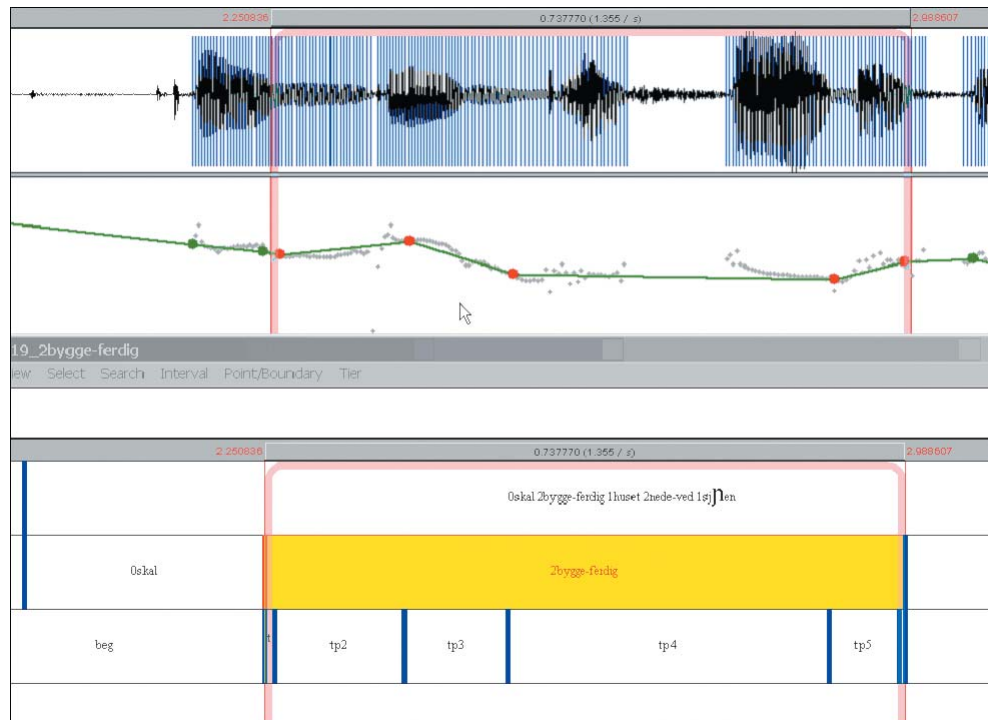 2.250836 0.737770 (1.355 / s) 2.988607
19_2bygge-ferdig
ew Select Search Interval Point/Boundary Tier
2.250836 0.737770 (1.355 / s) 2.988607
0skal 2bygge-ferdig 1huset 2nede-ved 1sjɲen
0skal 2bygge-ferdig
beg t tp2 tp3 tp4 tp5